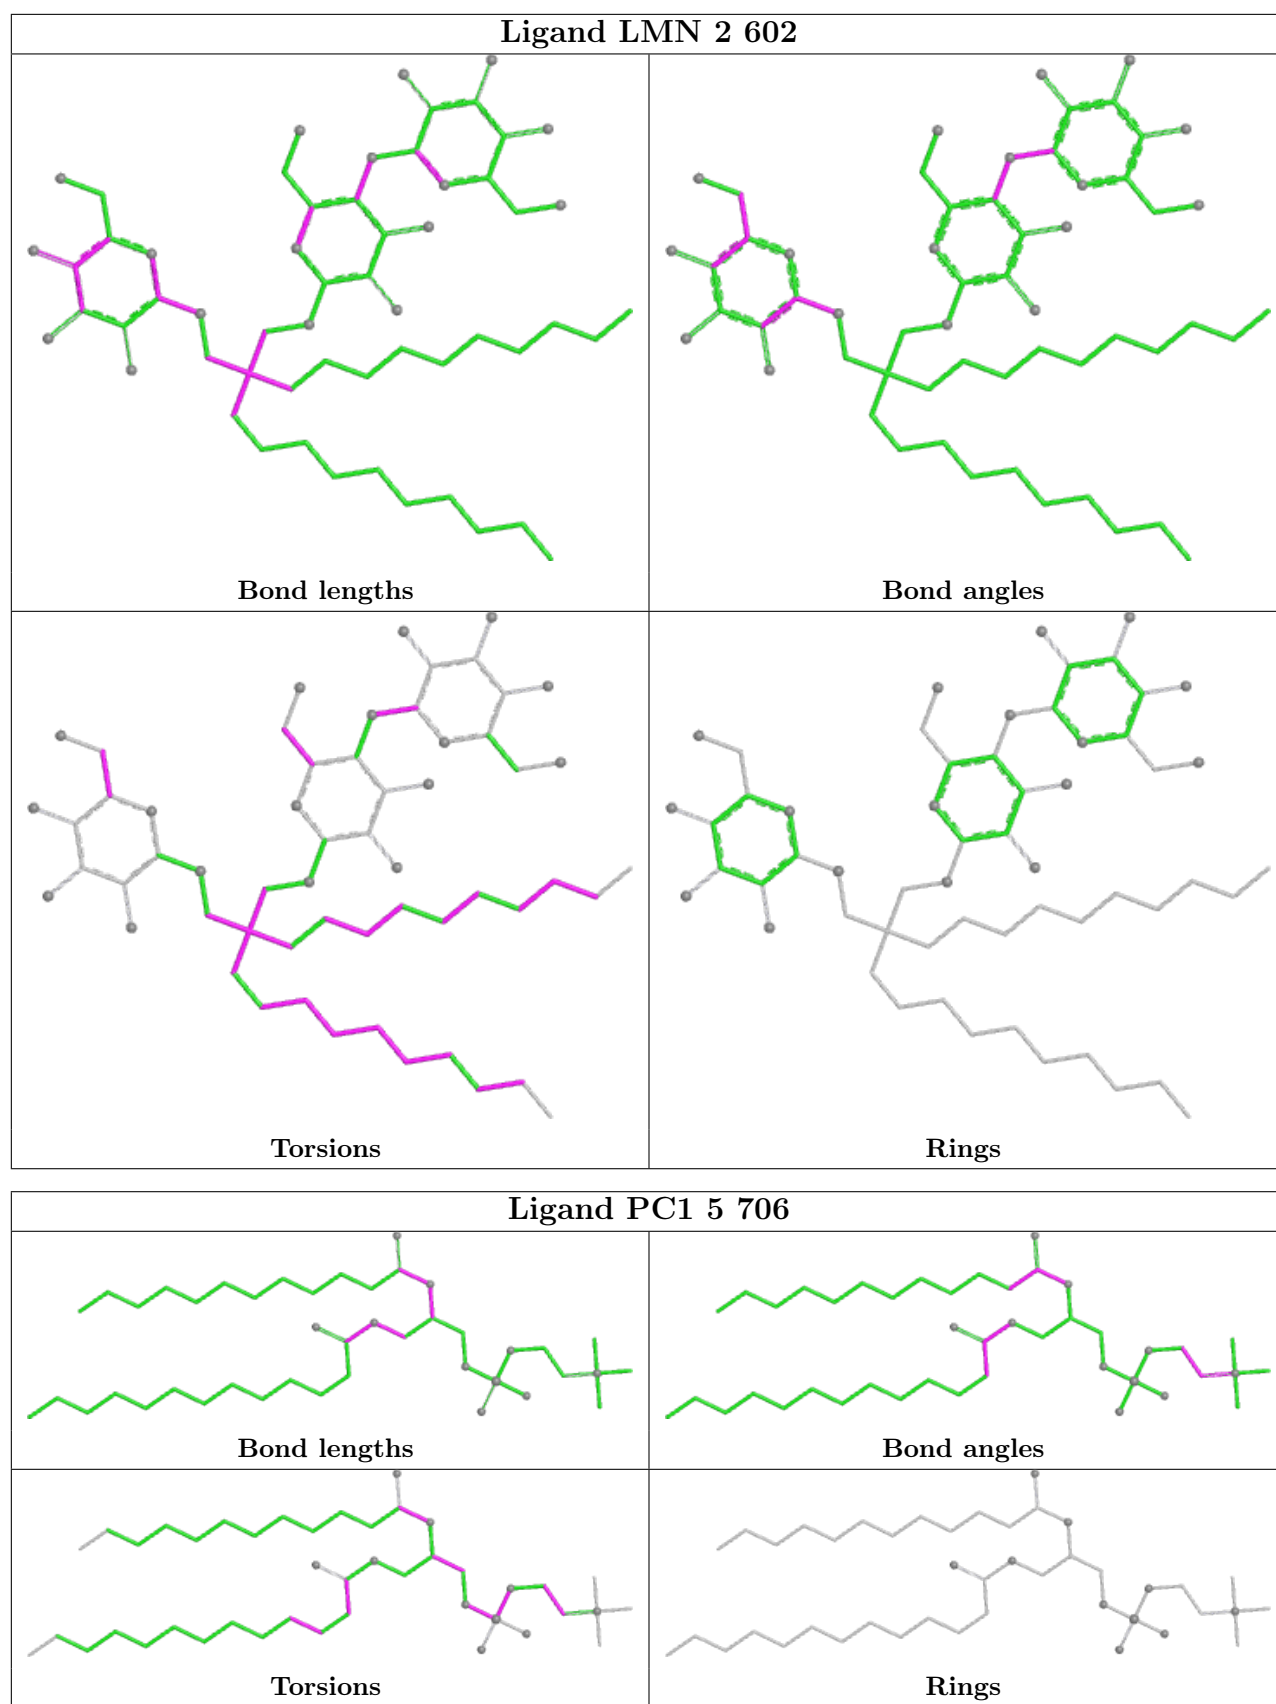 Ligand LMN 2 602
Bond lengths
Bond angles
Torsions
Rings
Ligand PC1 5 706
Bond lengths
Bond angles
Torsions
Rings